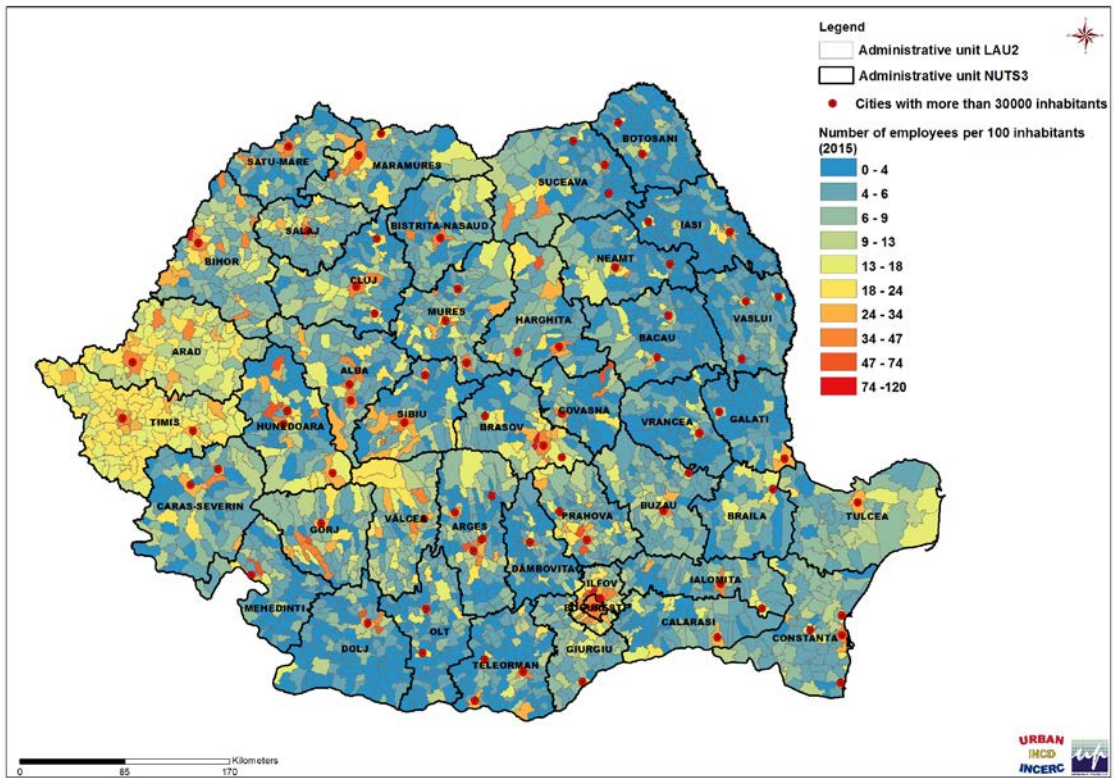 Legend
Administrative unit LAU2
Administrative unit NUTS3
Cities with more than 30000 inhabitants
Number of employees per 100 inhabitants
(2015)
0 - 4
4 - 6
6 - 9
9 - 13
13 - 18
18 - 24
24 - 34
34 - 47
47 - 74
74 -120
BOTOSANI
SATU-MARE
MARAMURES
SUCEAVA
SALAJ
BISTRITA-NASAUD
IASI
BIHOR
NEAMT
CLUJ
MURES
HARGHITA
VASLUI
BACAU
ARAD
ALBA
TIMIS
HUNEDOARA
SIBIU
BRASOV
COVASNA
VRANCEA
GALATI
CARAS-SEVERIN
GORJ
VÂLCEA
ARGES
PRAHOVA
BUZAU
BRAILA
TULCEA
DAMBOVITA
ILFOV
IALOMITA
MEHEDINTI
BUCURESTI
DOLJ
OLT
CALARASI
CONSTANTA
TELEORMAN
GIURGIU
Kilometers
0 85 170
URBAN
INCD
INCERC
up